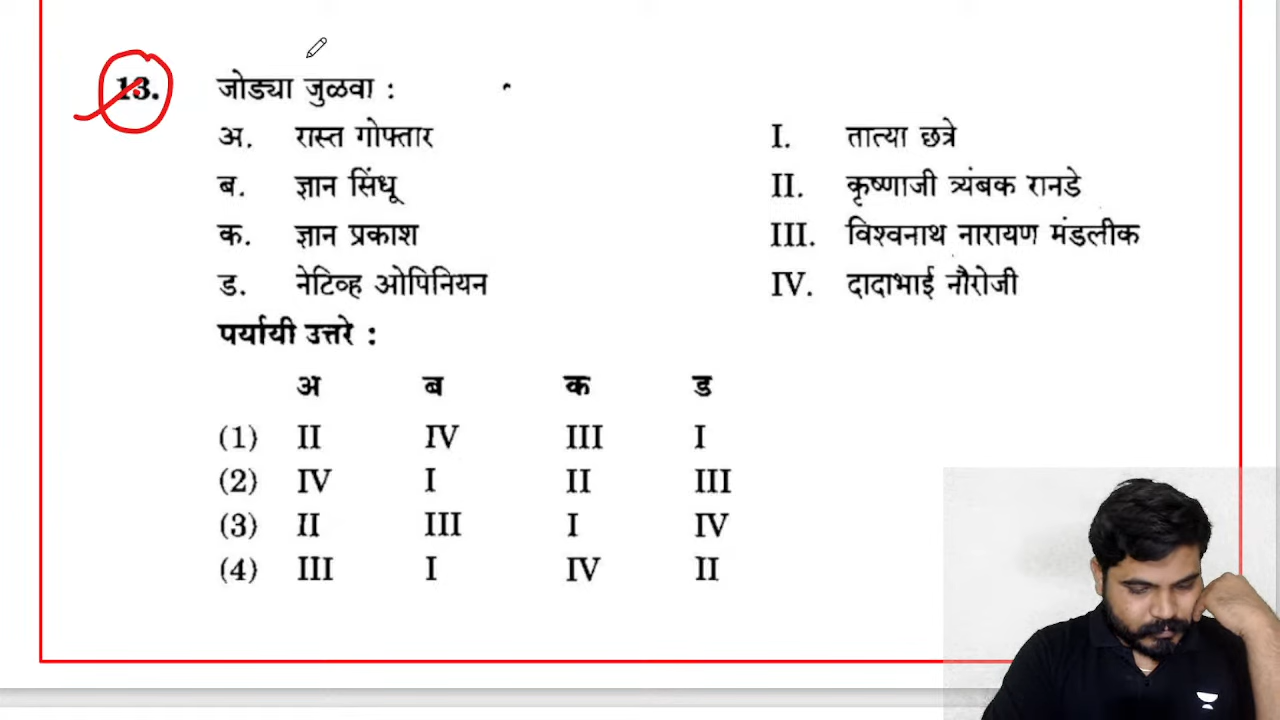 13. जोड्या जुळवा :
अ. रास्त गोफ्तार I. तात्या छत्रे
ब. ज्ञान सिंधू II. कृष्णाजी त्र्यंबक रानडे
क. ज्ञान प्रकाश III. विश्वनाथ नारायण मंडलीक
ड. नेटिव्ह ओपिनियन IV. दादाभाई नौरोजी
पर्यायी उत्तरे :
अ ब क ड
(1) II IV III I
(2) IV I II III
(3) II III I IV
(4) III I IV II